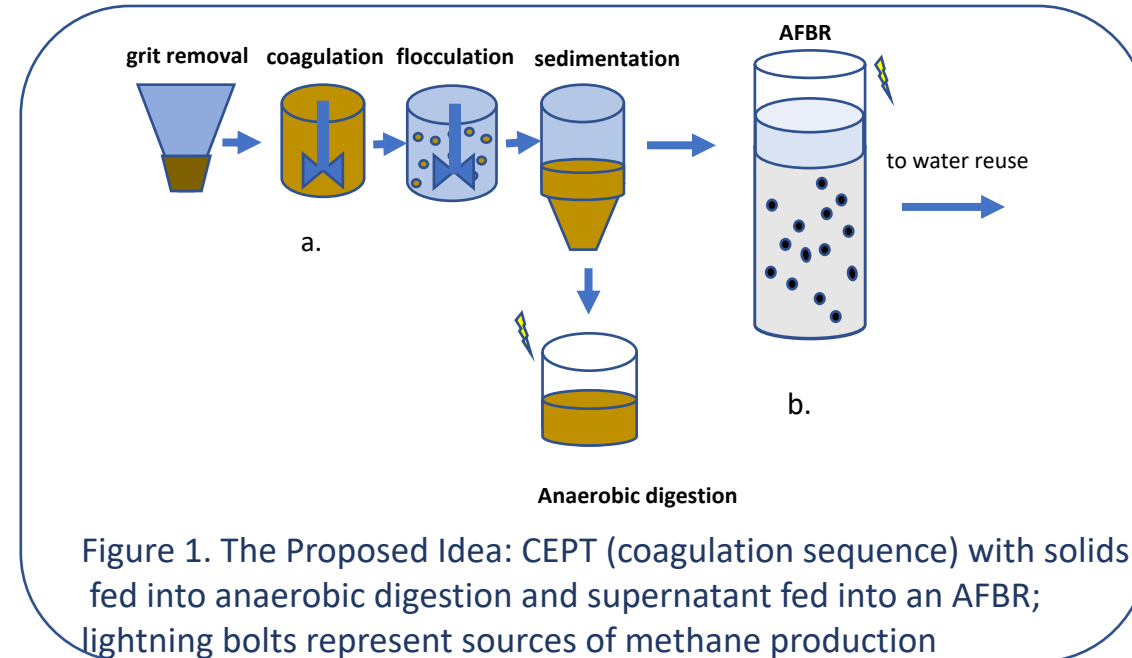 AFBR
grit removal coagulation flocculation sedimentation
to water reuse
a.
b.
Anaerobic digestion
Figure 1. The Proposed Idea: CEPT (coagulation sequence) with solids
fed into anaerobic digestion and supernatant fed into an AFBR;
lightning bolts represent sources of methane production